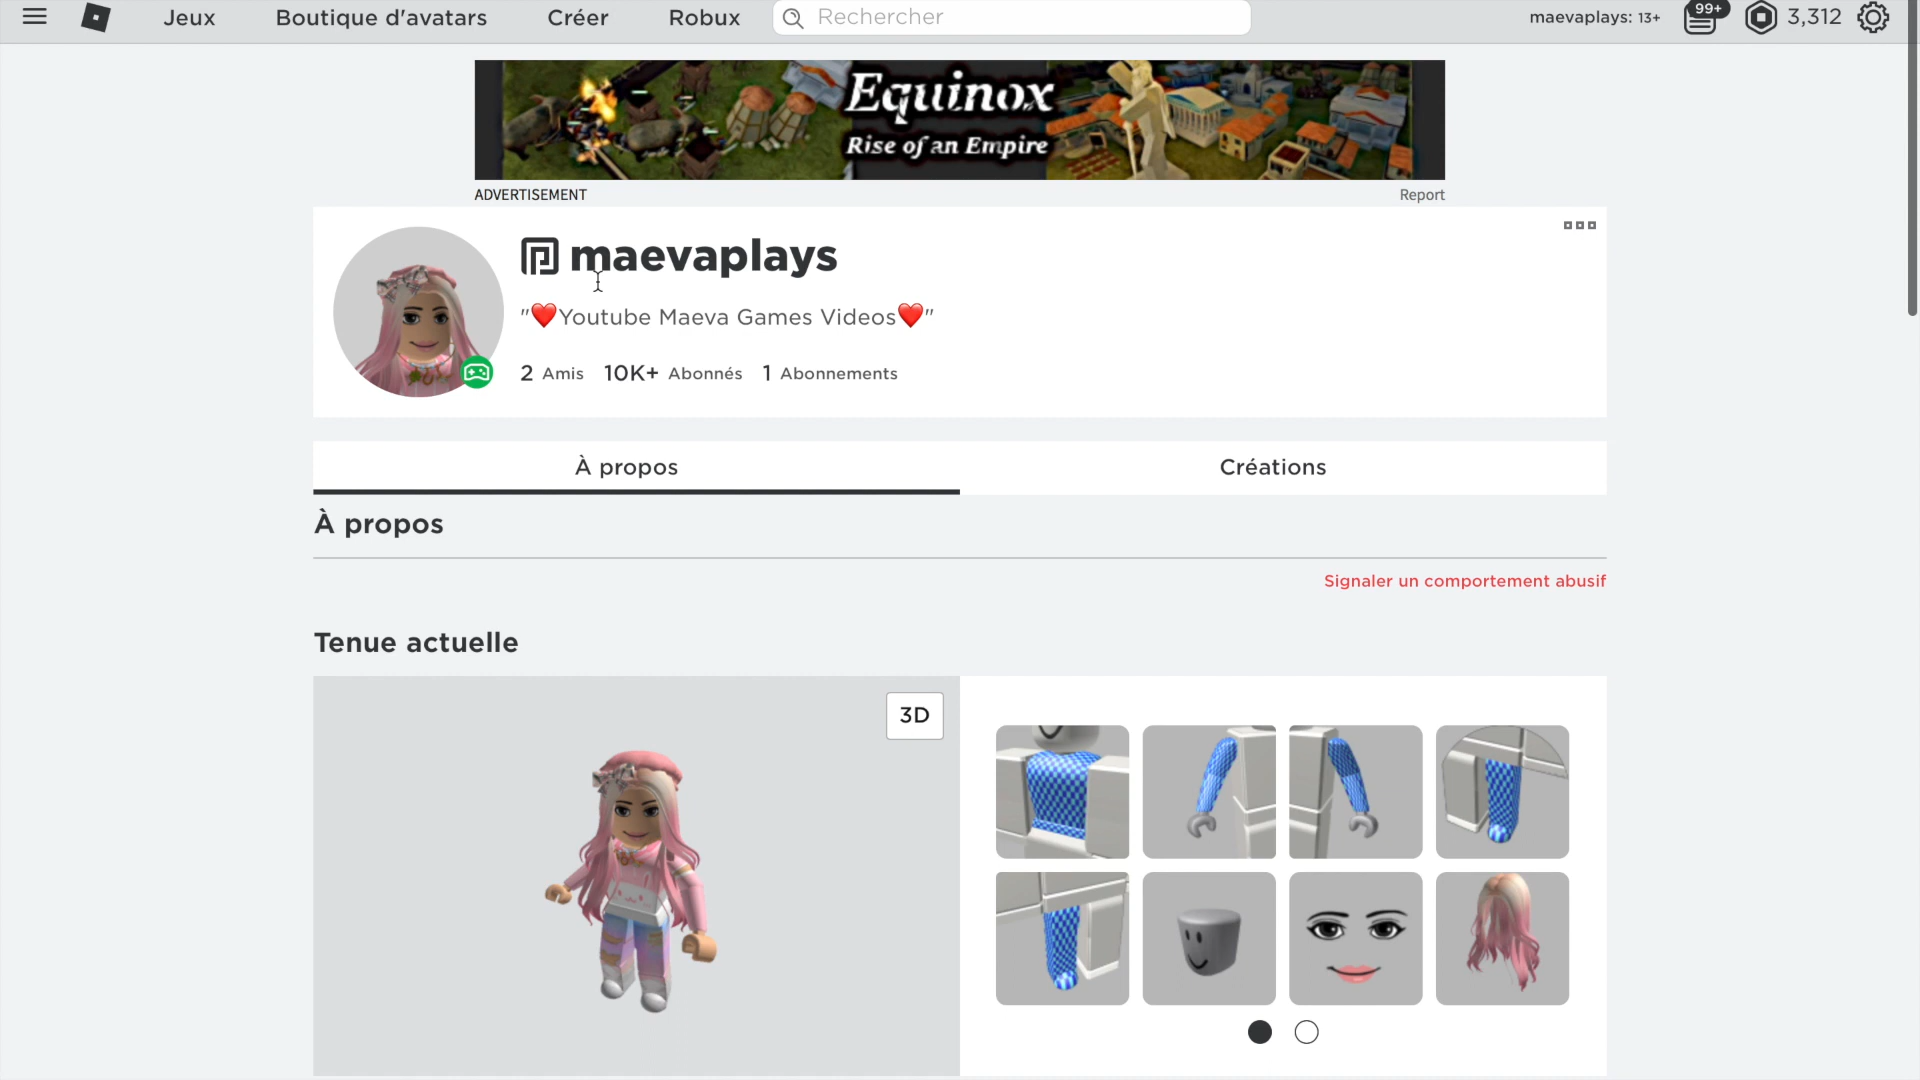 Jeux Boutique d'avatars Créer Robux Rechercher maevaplays: 13+ 99+ 3,312
Equinox
Rise of an Empire
ADVERTISEMENT Report
maevaplays
"❤️Youtube Maeva Games Videos❤️"
2 Amis 10K+ Abonnés 1 Abonnements
À propos Créations
À propos
Signaler un comportement abusif
Tenue actuelle
3D